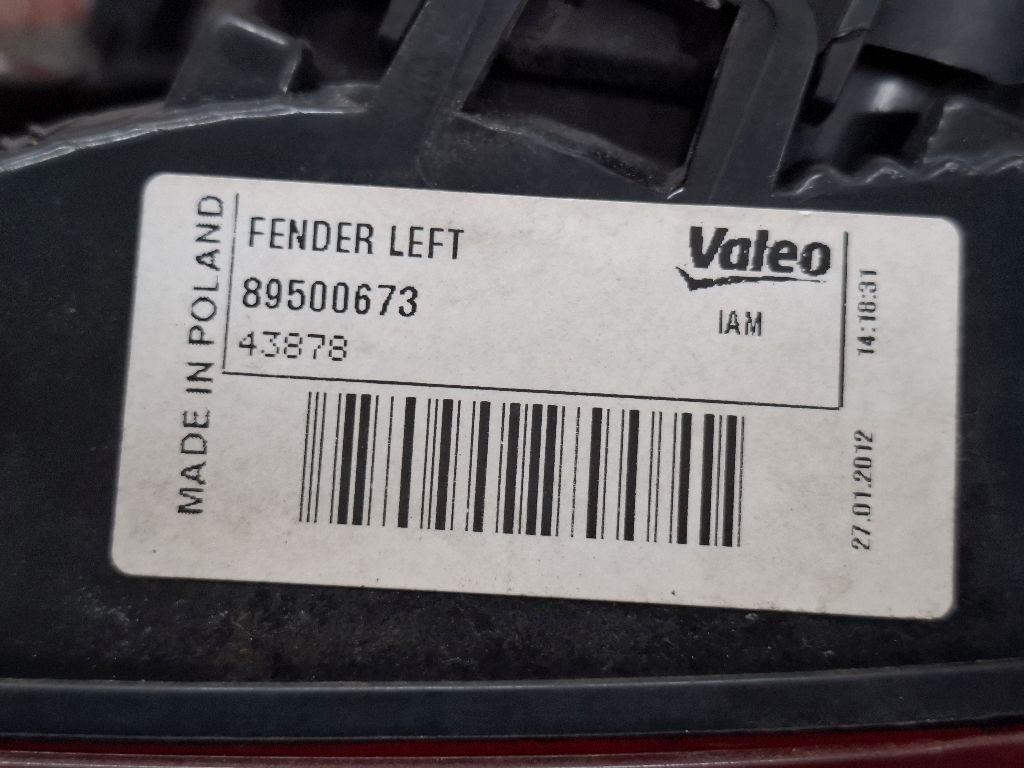 MADE IN POLAND
FENDER LEFT
89500673
43878
Valeo
IAM
14:18:31
27.01.2012